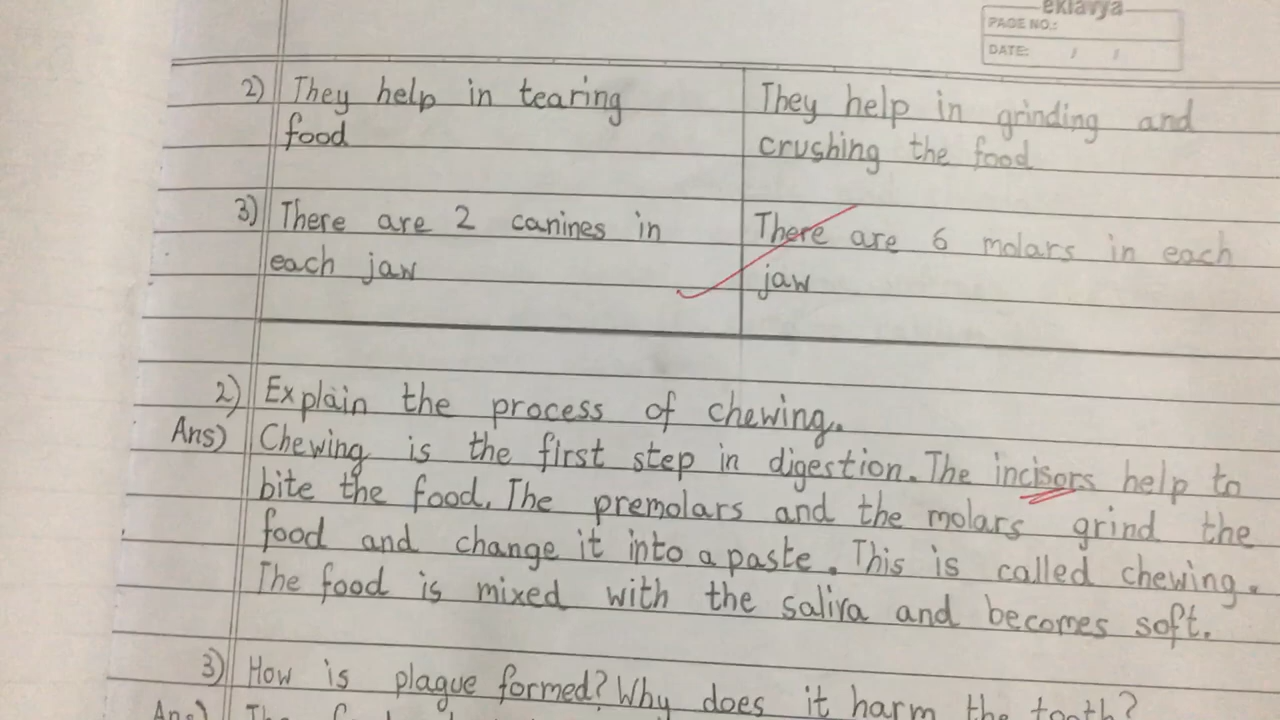 eklavya
PAGE NO.:
DATE: / /
2) They help in tearing food
They help in grinding and crushing the food
3) There are 2 canines in each jaw
There are 6 molars in each jaw
2) Explain the process of chewing.
Ans) Chewing is the first step in digestion. The incisors help to
bite the food. The premolars and the molars grind the
food and change it into a paste. This is called chewing.
The food is mixed with the saliva and becomes soft.
3) How is plague formed? Why does it harm the tooth?
Ans) The